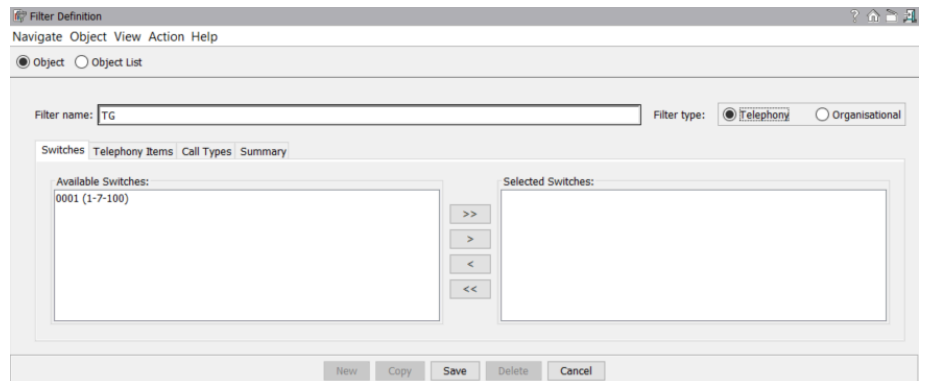 Filter Definition
?
Navigate Object View Action Help
Object Object List
Filter name: TG Filter type: Telephony Organisational
Switches Telephony Items Call Types Summary
Available Switches: Selected Switches:
0001 (1-7-100)
>>
>
<
<<
New Copy Save Delete Cancel